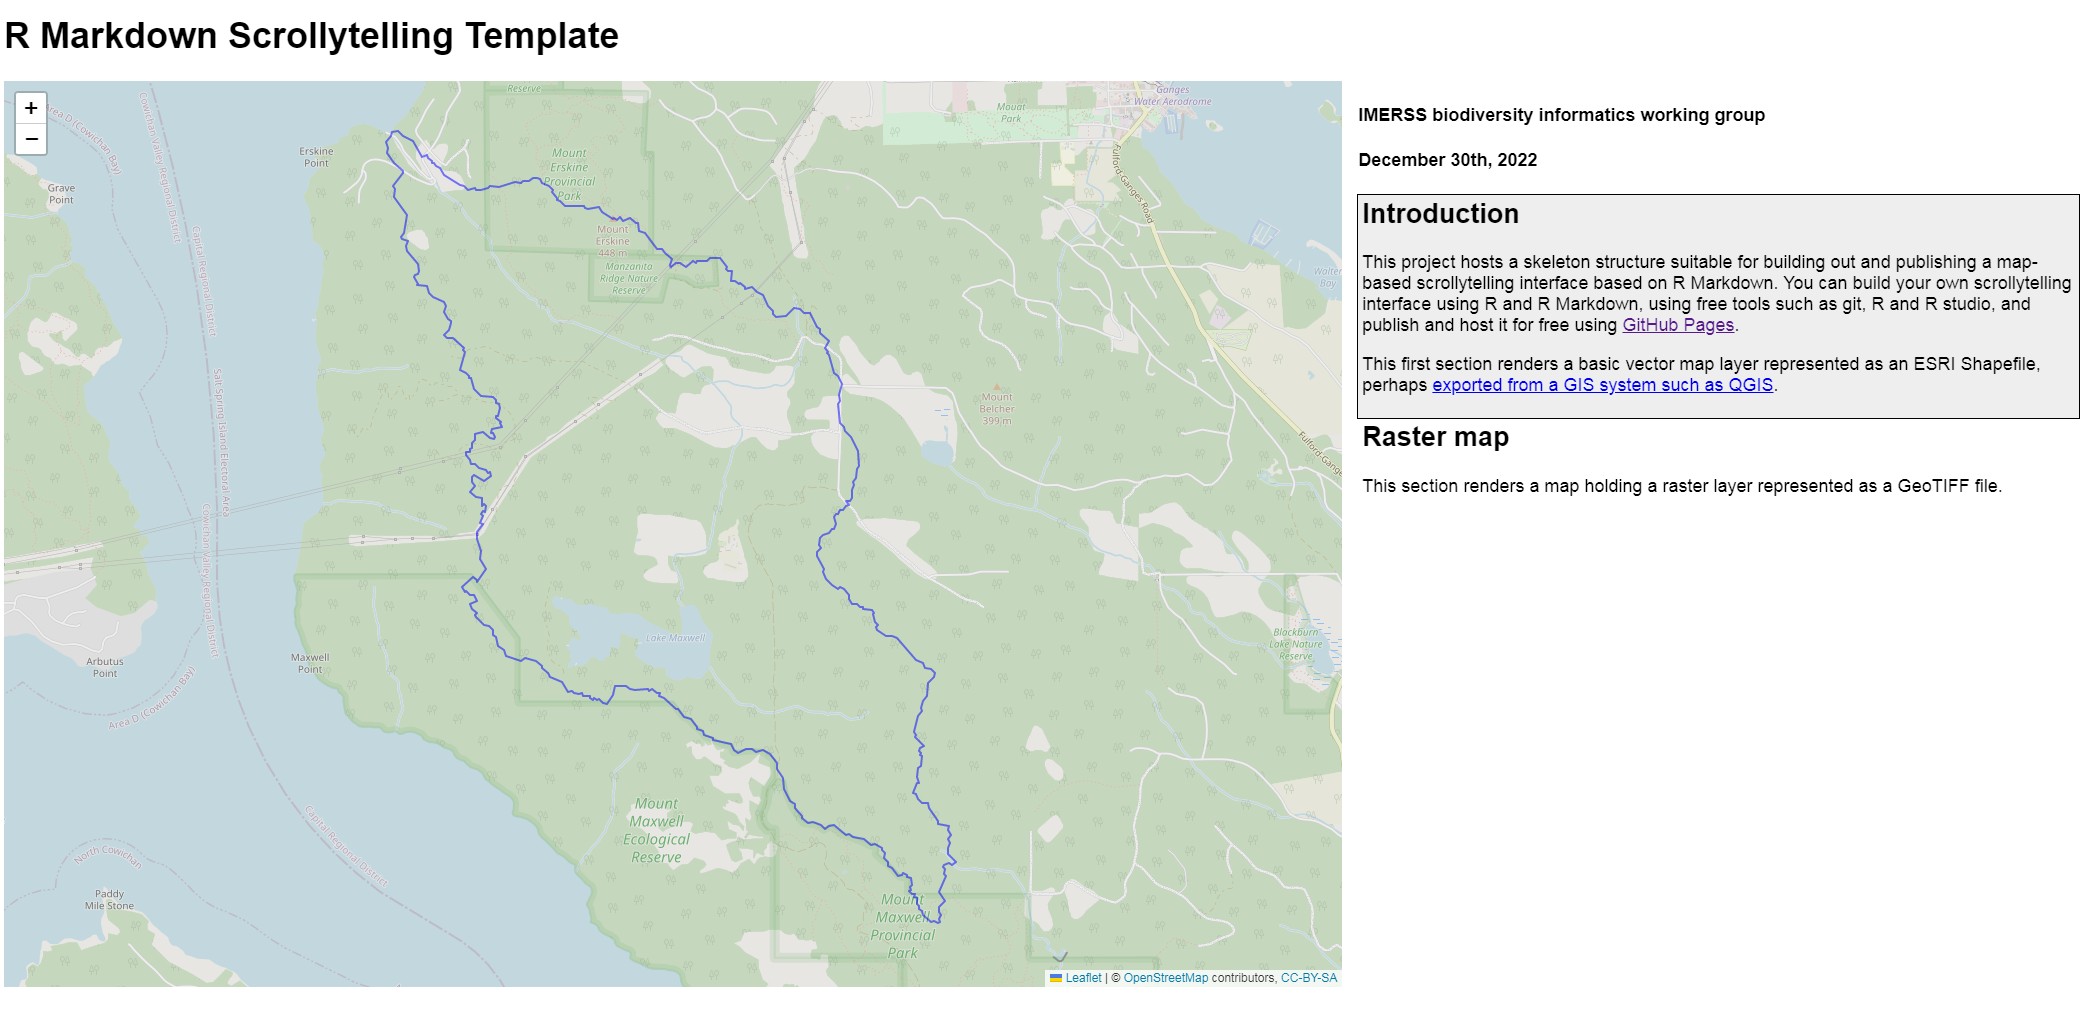 R Markdown Scrollytelling Template
+
−
Reserve
Ganges
Water Aerodrome
Mouat
Park
Area D (Cowichan Bay)
Cowichan Valley Regional District
Capital Regional District
Erskine
Point
Mount
Erskine
Provincial
Park
Fulford-Ganges Road
Grave
Point
Mount
Erskine
448 m
Manzanita
Ridge Nature
Reserve
Walter
Bay
Salt Spring Island Electoral Area
Mount
Belcher
399 m
Fulford-Gange
Cowichan Valley Regional District
Lake Maxwell
Blackburn
Lake Nature
Reserve
Arbutus
Point
Maxwell
Point
Area D (Cowichan Bay)
Capital Regional District
Mount
Maxwell
Ecological
Reserve
North Cowichan
Paddy
Mile Stone
Mount
Maxwell
Provincial
Park
Leaflet | © OpenStreetMap contributors, CC-BY-SA
IMERSS biodiversity informatics working group
December 30th, 2022
Introduction
This project hosts a skeleton structure suitable for building out and publishing a map-
based scrollytelling interface based on R Markdown. You can build your own scrollytelling
interface using R and R Markdown, using free tools such as git, R and R studio, and
publish and host it for free using GitHub Pages.
This first section renders a basic vector map layer represented as an ESRI Shapefile,
perhaps exported from a GIS system such as QGIS.
Raster map
This section renders a map holding a raster layer represented as a GeoTIFF file.